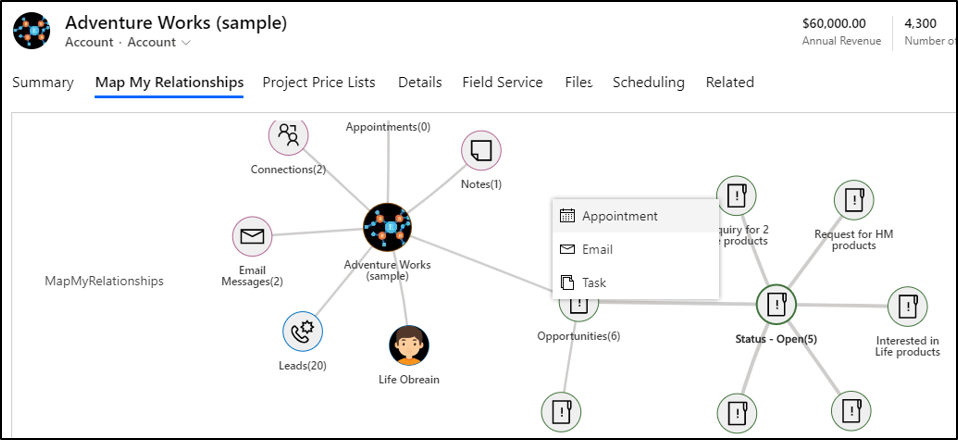 Adventure Works (sample)
Account · Account
$60,000.00
Annual Revenue
4,300
Number of
Summary
Map My Relationships
Project Price Lists
Details
Field Service
Files
Scheduling
Related
Appointments(0)
Connections(2)
Notes(1)
Appointment
Email
Task
quiry for 2
products
Request for HM
products
MapMyRelationships
Email
Messages(2)
Adventure Works
(sample)
Opportunities(6)
Status - Open(5)
Interested in
Life products
Leads(20)
Life Obreain